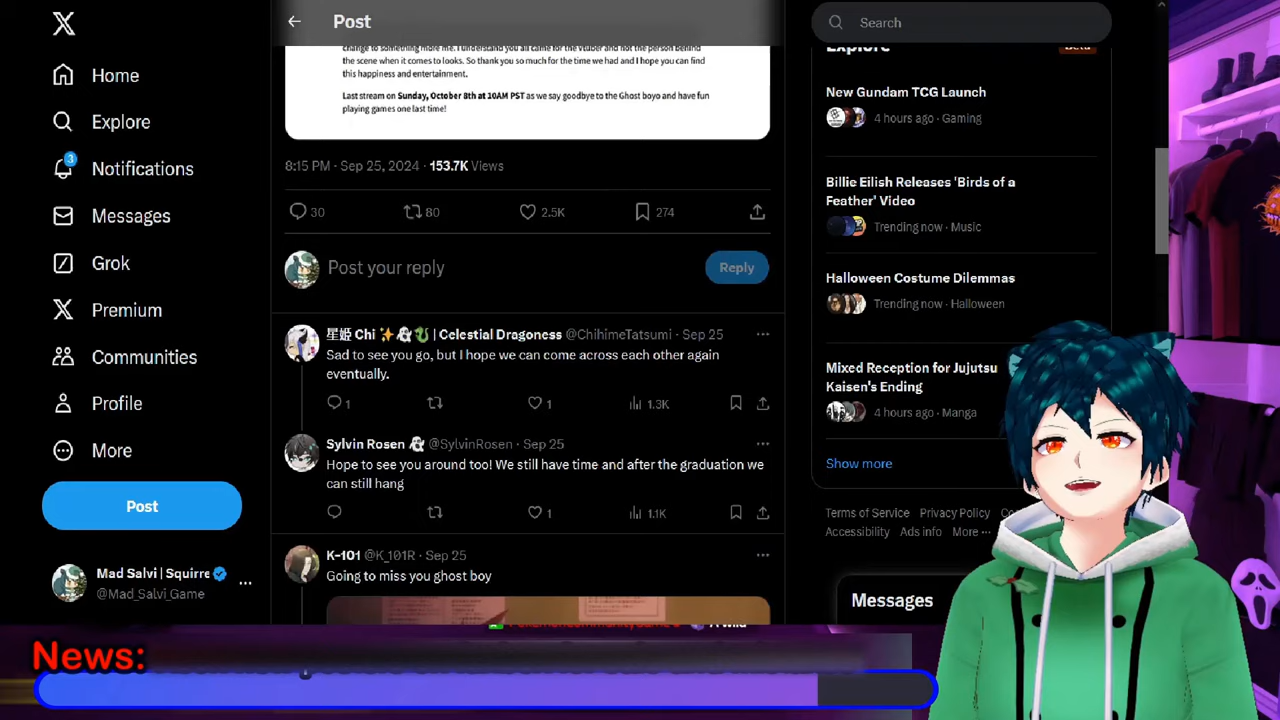 Post
Search
Home
Explore
3
Notifications
Messages
Grok
Premium
Communities
Profile
More
Post
Mad Salvi | Squirre
@Mad_Salvi_Game
change to something more me. I understand you all came for the vtuber and not the person behind
the scene when it comes to looks. So thank you so much for the time we had and I hope you can find
this happiness and entertainment.
Last stream on Sunday, October 8th at 10AM PST as we say goodbye to the Ghost boyo and have fun
playing games one last time!
8:15 PM · Sep 25, 2024 · 153.7K Views
30
80
2.5K
274
Post your reply
Reply
星姫 Chi ✨👻🐉 | Celestial Dragoness @ChihimeTatsumi · Sep 25
Sad to see you go, but I hope we can come across each other again
eventually.
1
1
1.3K
Sylvin Rosen 👻 @SylvinRosen · Sep 25
Hope to see you around too! We still have time and after the graduation we
can still hang
1
1.1K
K-101 @K_101R · Sep 25
Going to miss you ghost boy
Explore
Beta
New Gundam TCG Launch
4 hours ago · Gaming
Billie Eilish Releases 'Birds of a
Feather' Video
Trending now · Music
Halloween Costume Dilemmas
Trending now · Halloween
Mixed Reception for Jujutsu
Kaisen's Ending
4 hours ago · Manga
Show more
Terms of Service Privacy Policy
Accessibility Ads info More ···
Messages
News: